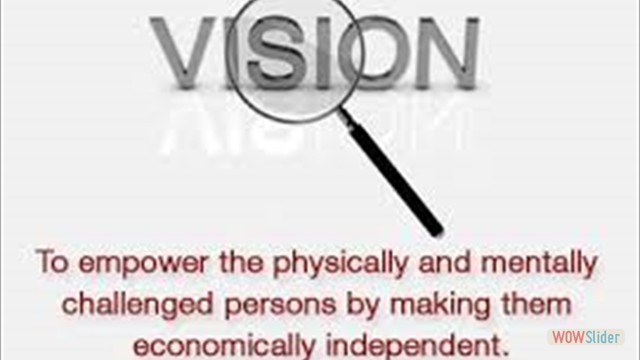 VISION
To empower the physically and mentally
challenged persons by making them
economically independent.
WOWSlider